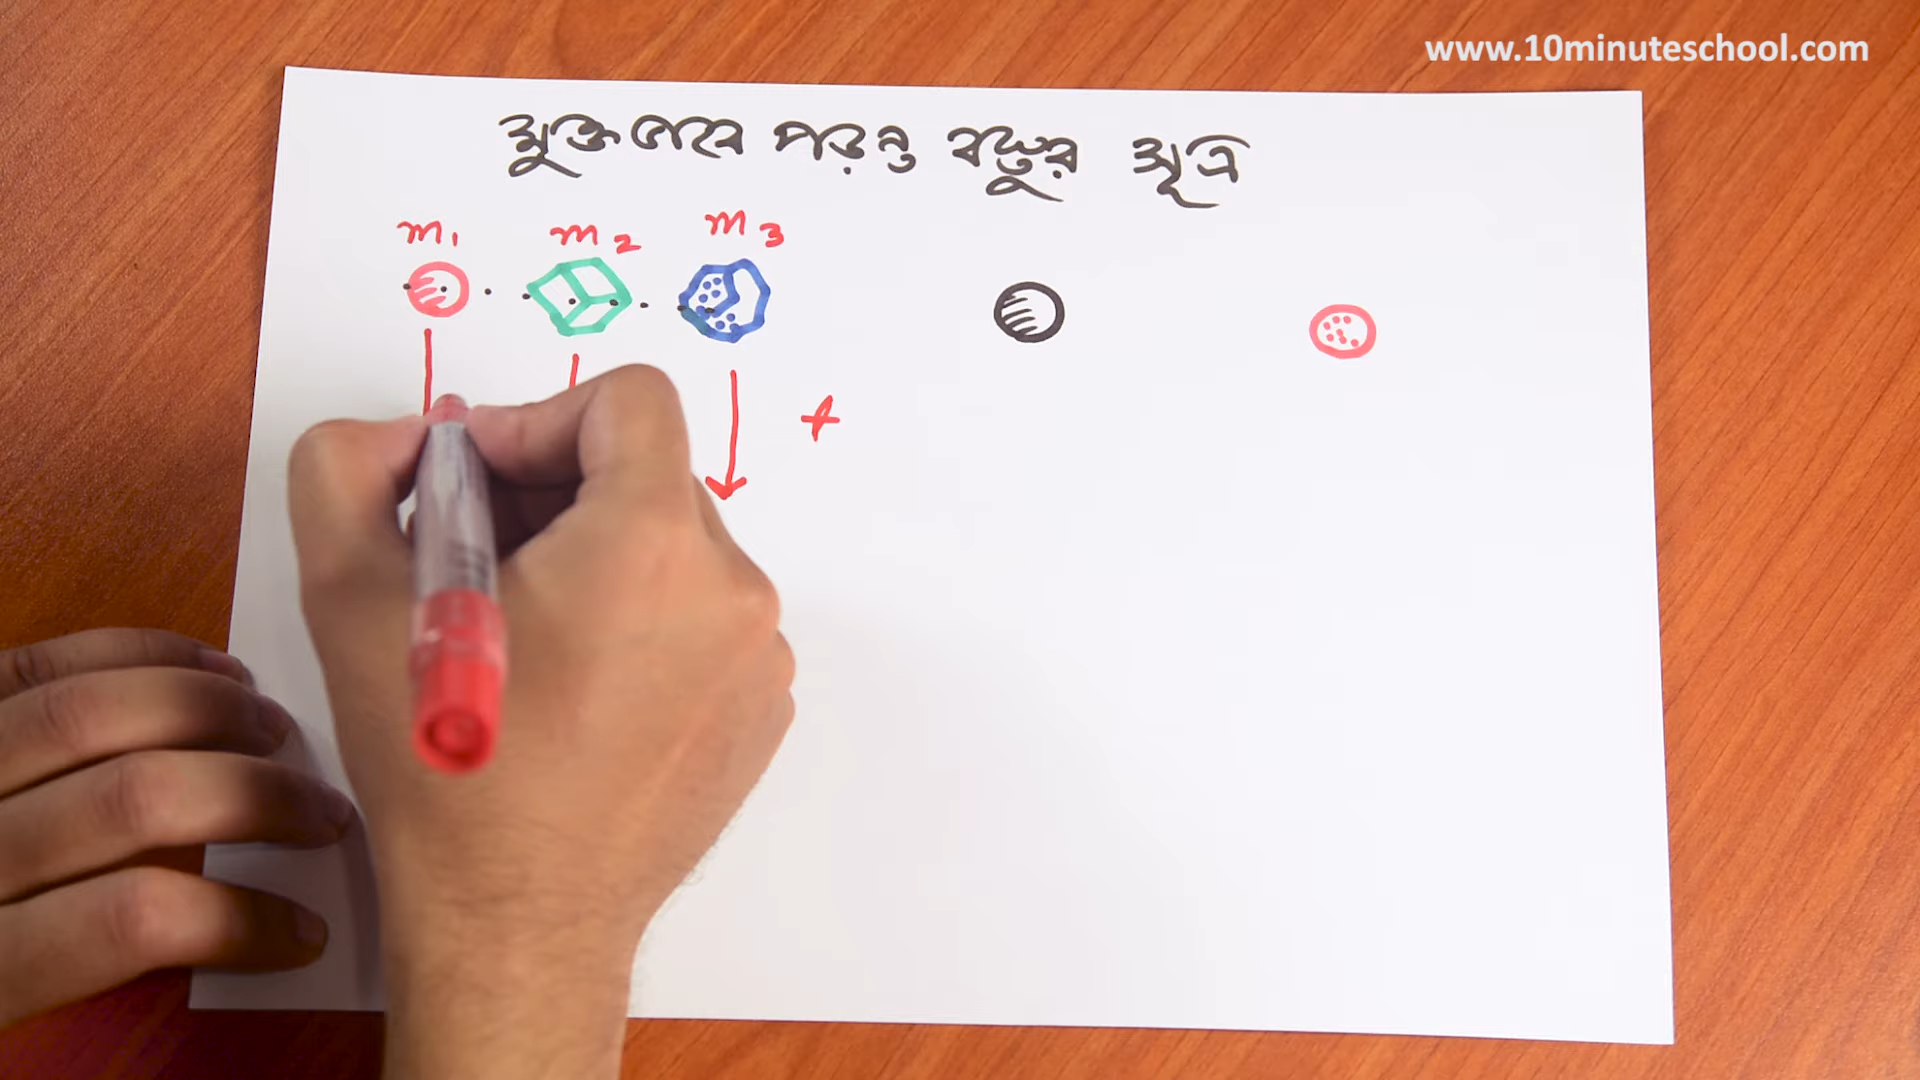 www.10minuteschool.com
মুক্তভাবে পড়ন্ত বস্তুর সূত্র
m₁ m₂ m₃
+